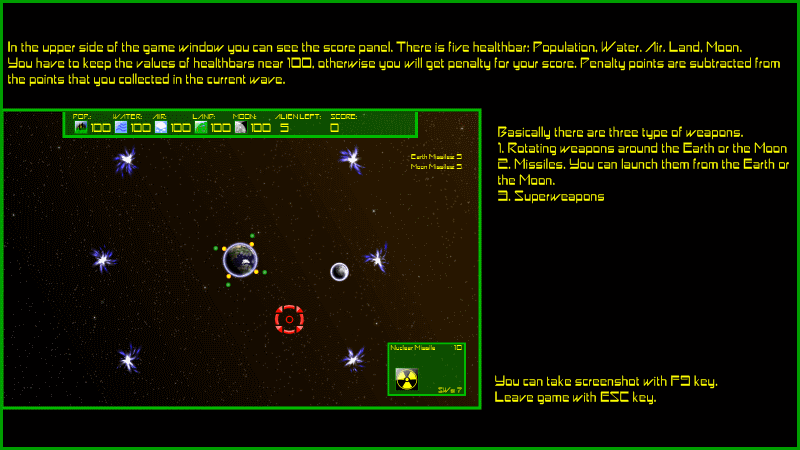 In the upper side of the game window you can see the score panel. There is five healthbar: Population, Water, Air, Land, Moon.
You have to keep the values of healthbars near 100, otherwise you will get penalty for your score. Penalty points are subtracted from
the points that you collected in the current wave.
POP.: WATER: AIR: LAND: MOON: ALIEN LEFT: SCORE:
100 100 100 100 100 5 0
Earth Missiles 5
Moon Missiles 5
Basically there are three type of weapons.
1. Rotating weapons around the Earth or the Moon
2. Missiles. You can launch them from the Earth or
the Moon.
3. Superweapons
Nuclear Missile 10
SWs 7
You can take screenshot with F9 key.
Leave game with ESC key.